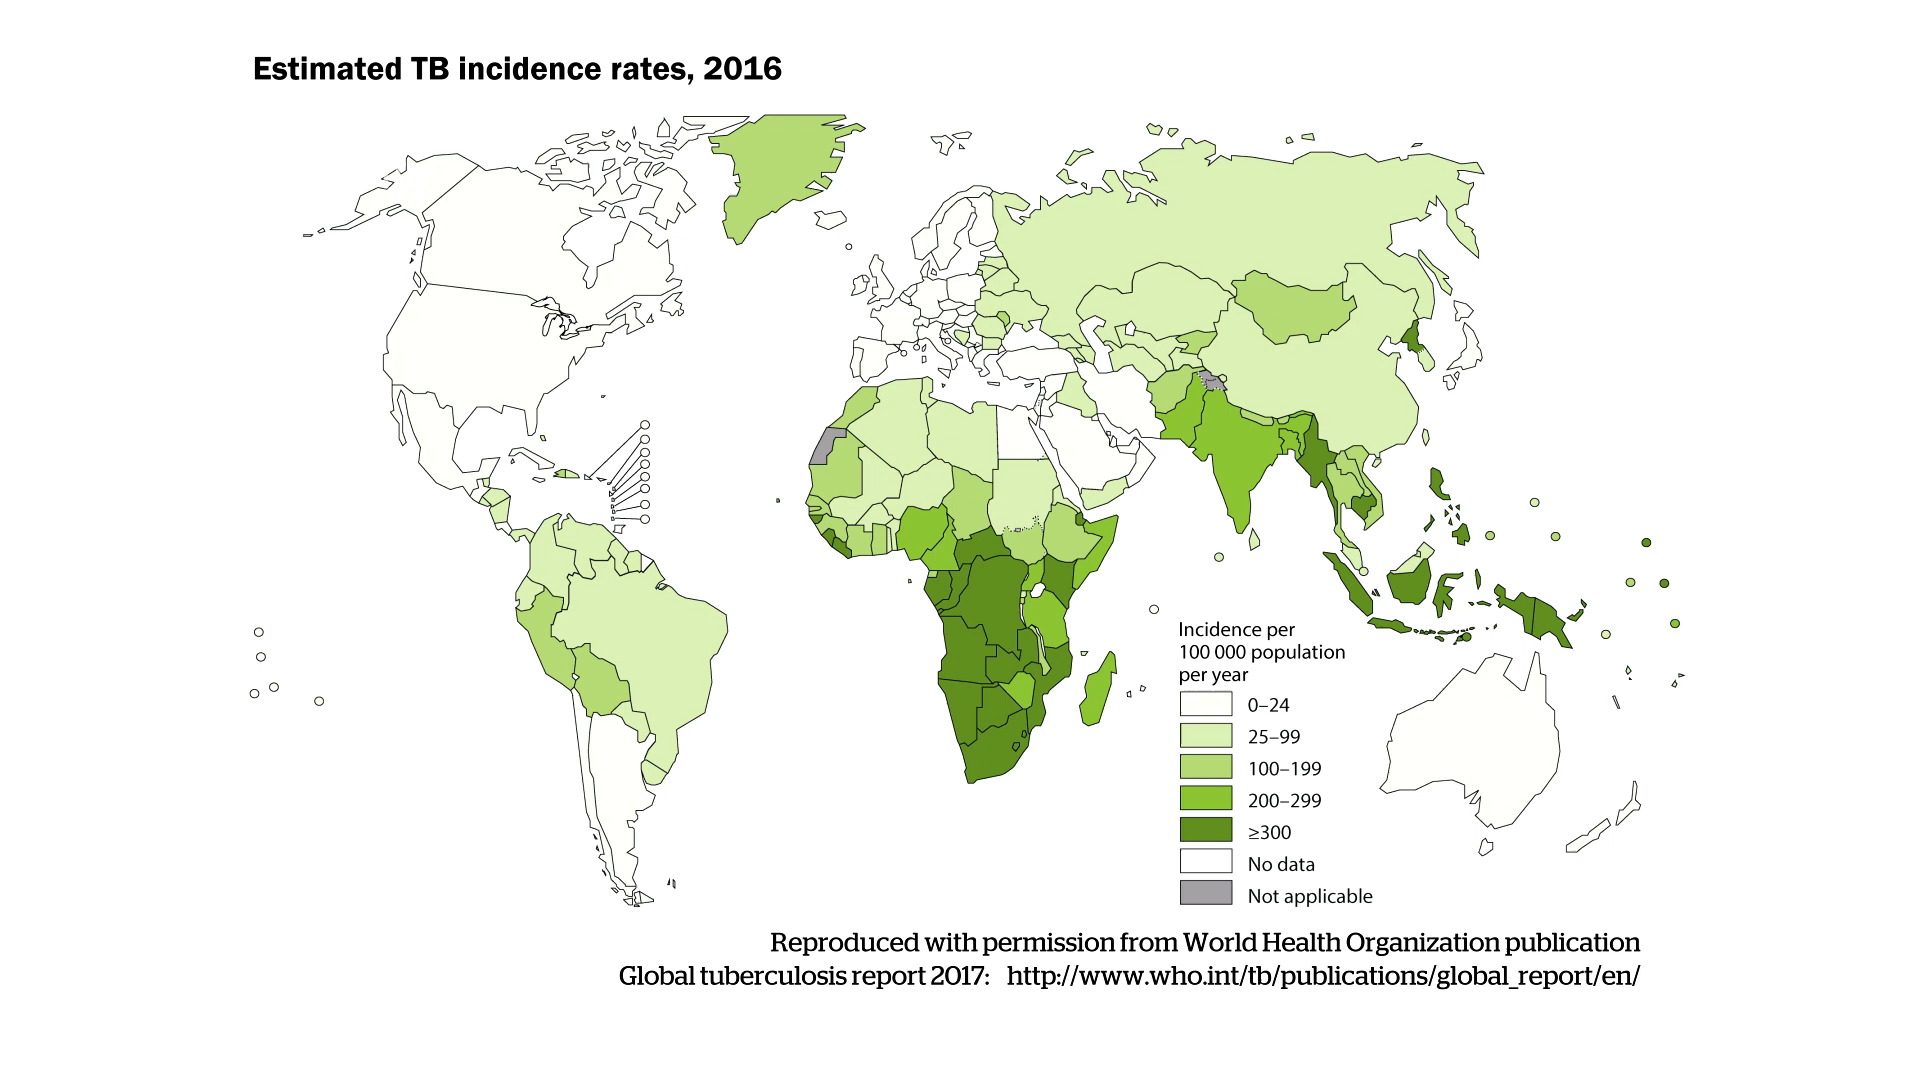 Estimated TB incidence rates, 2016
Incidence per
100 000 population
per year
0–24
25–99
100–199
200–299
≥300
No data
Not applicable
Reproduced with permission from World Health Organization publication
Global tuberculosis report 2017: http://www.who.int/tb/publications/global_report/en/